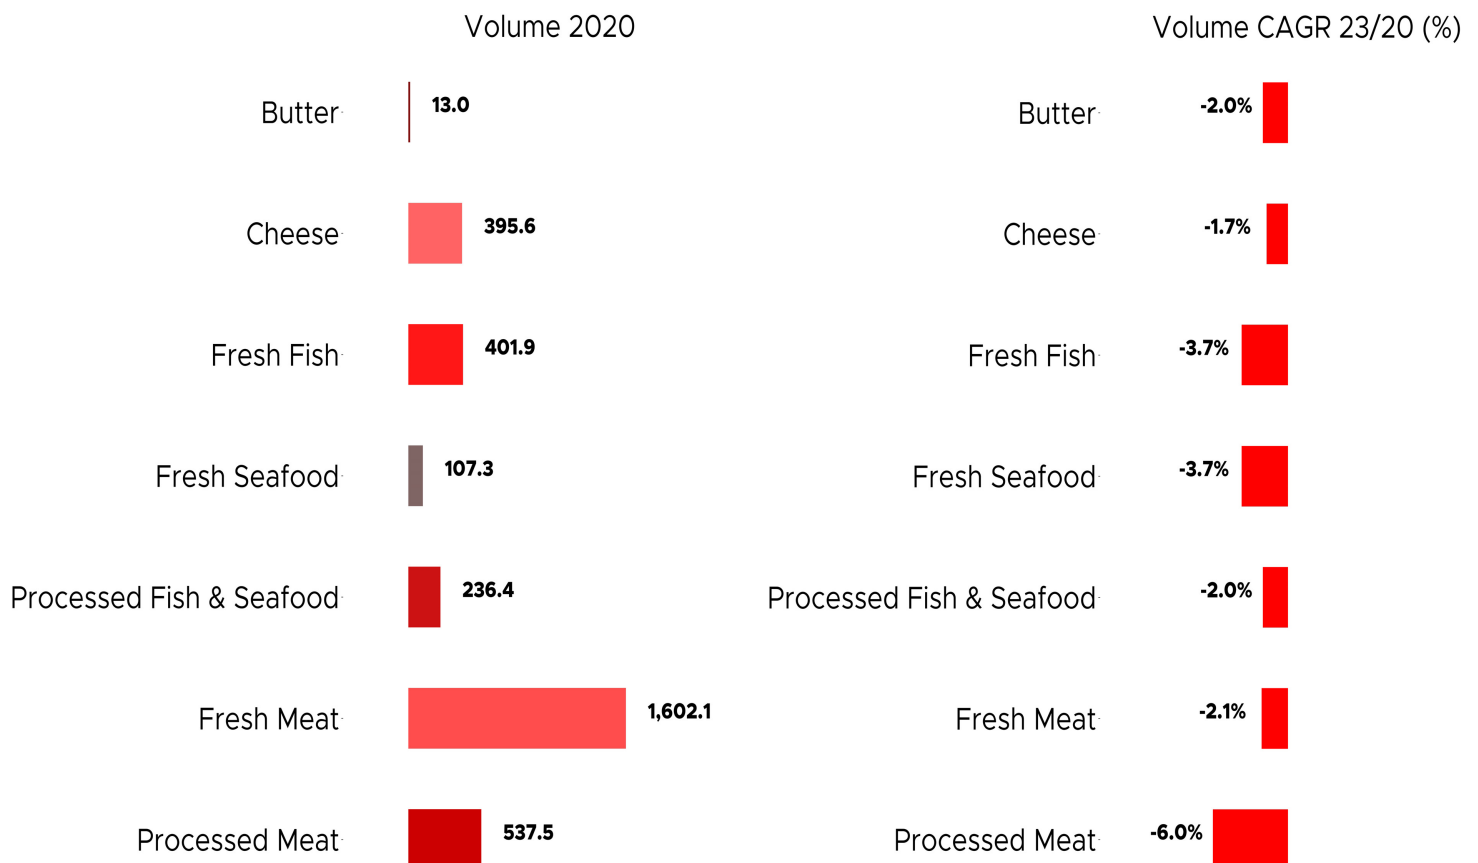 Volume 2020
Butter 13.0
Cheese 395.6
Fresh Fish 401.9
Fresh Seafood 107.3
Processed Fish & Seafood 236.4
Fresh Meat 1,602.1
Processed Meat 537.5
Volume CAGR 23/20 (%)
Butter -2.0%
Cheese -1.7%
Fresh Fish -3.7%
Fresh Seafood -3.7%
Processed Fish & Seafood -2.0%
Fresh Meat -2.1%
Processed Meat -6.0%